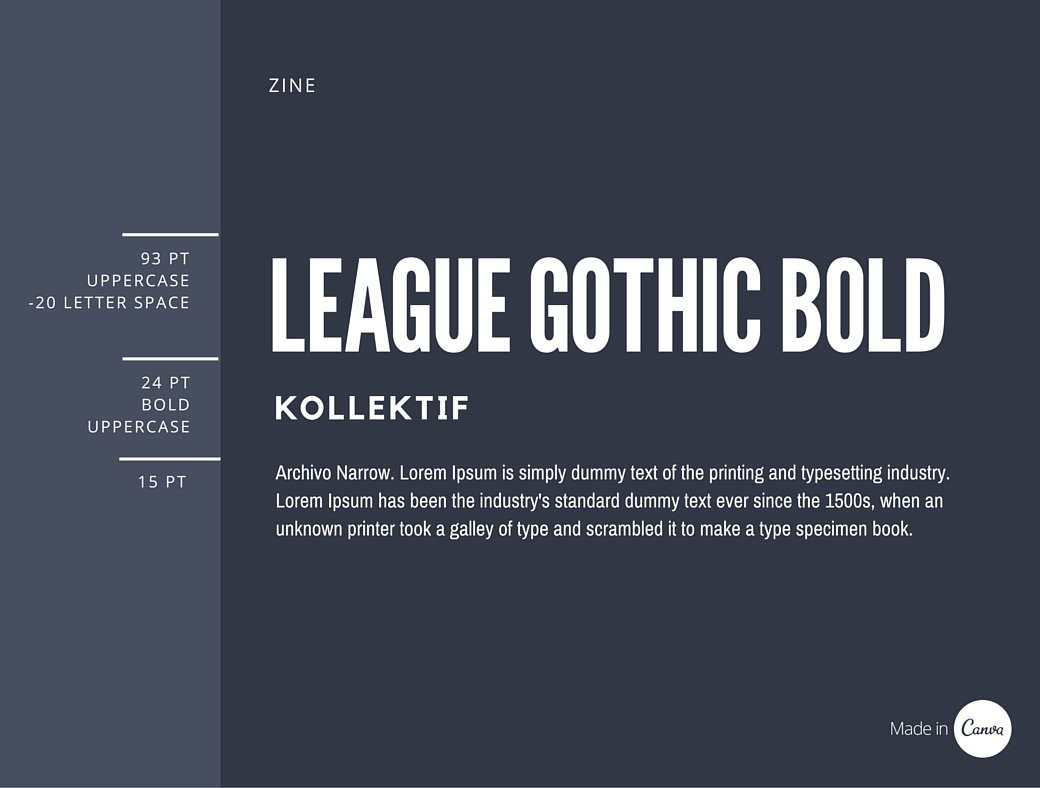 ZINE
93 PT
UPPERCASE
-20 LETTER SPACE
LEAGUE GOTHIC BOLD
24 PT
BOLD
UPPERCASE
KOLLEKTIF
15 PT
Archivo Narrow. Lorem Ipsum is simply dummy text of the printing and typesetting industry.
Lorem Ipsum has been the industry's standard dummy text ever since the 1500s, when an
unknown printer took a galley of type and scrambled it to make a type specimen book.
Made in Canva